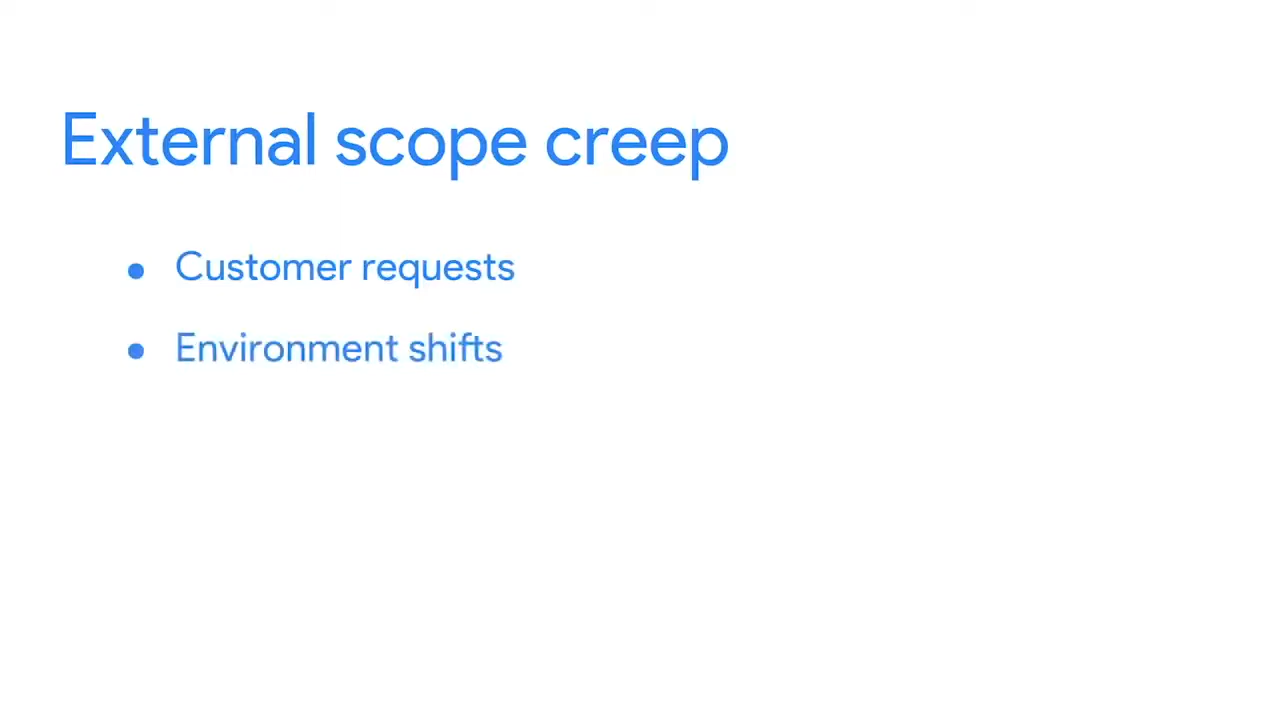 External scope creep
• Customer requests
• Environment shifts